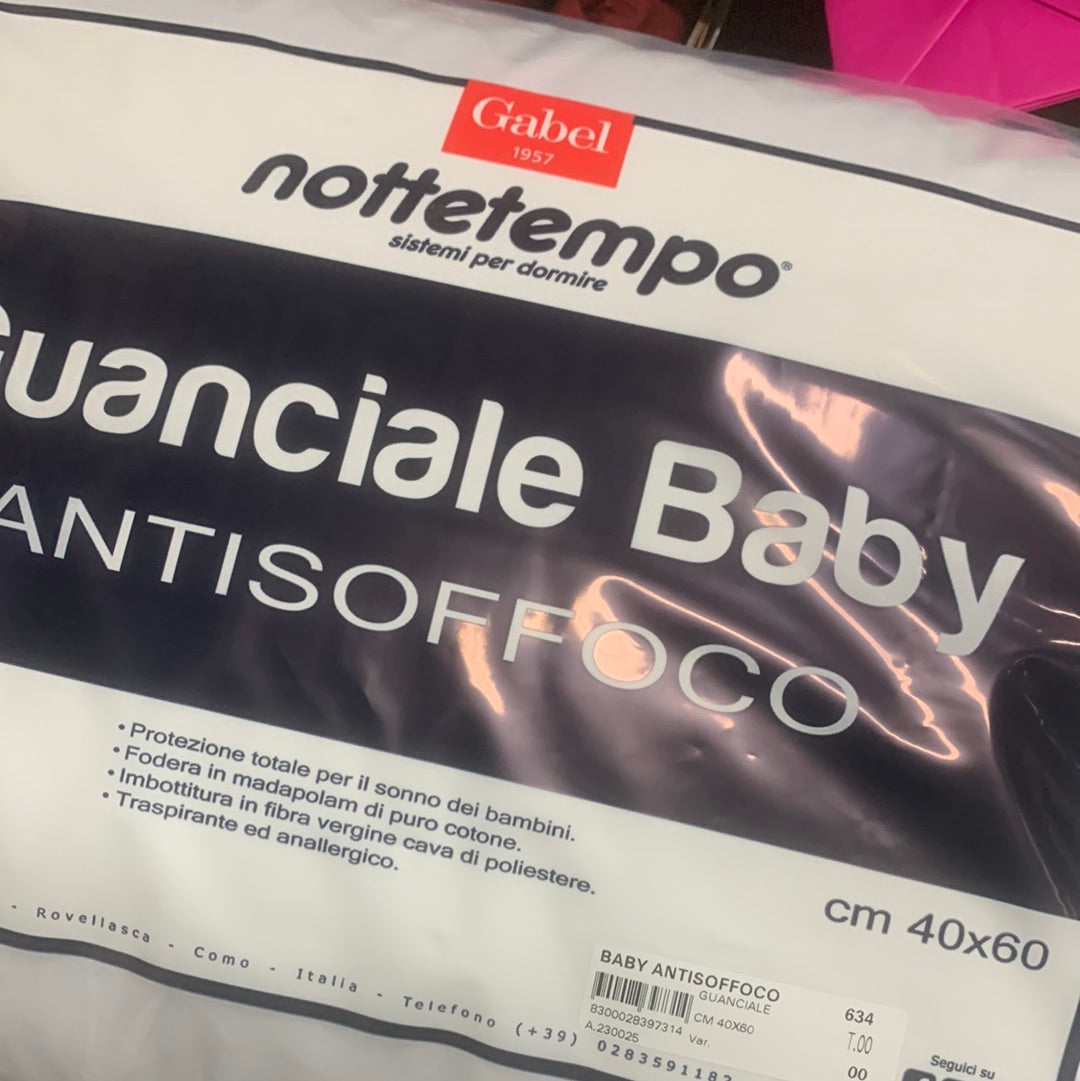 Gabel
1957
nottetempo®
sistemi per dormire
Guanciale Baby
ANTISOFFOCO
• Protezione totale per il sonno dei bambini.
• Fodera in madapolam di puro cotone.
• Imbottitura in fibra vergine cava di poliestere.
• Traspirante ed anallergico.
cm 40x60
- Rovellasca - Como - Italia - Telefono (+39) 0283591182
BABY ANTISOFFOCO
GUANCIALE
634
8300028397314
CM 40X60
T.00
A.230025
Var.
00
Seguici su